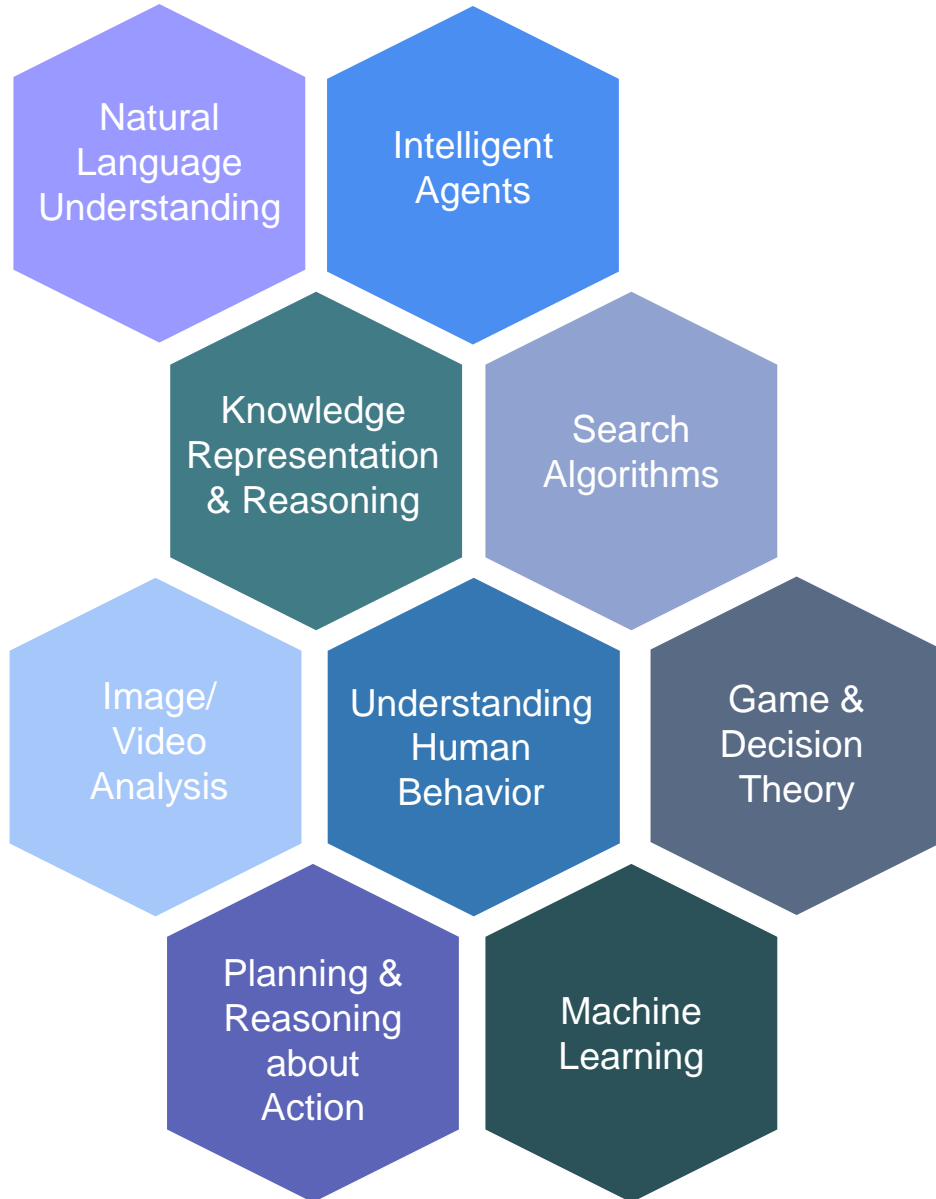 Natural
Language
Understanding
Intelligent
Agents
Knowledge
Representation
& Reasoning
Search
Algorithms
Image/
Video
Analysis
Understanding
Human
Behavior
Game &
Decision
Theory
Planning &
Reasoning
about
Action
Machine
Learning